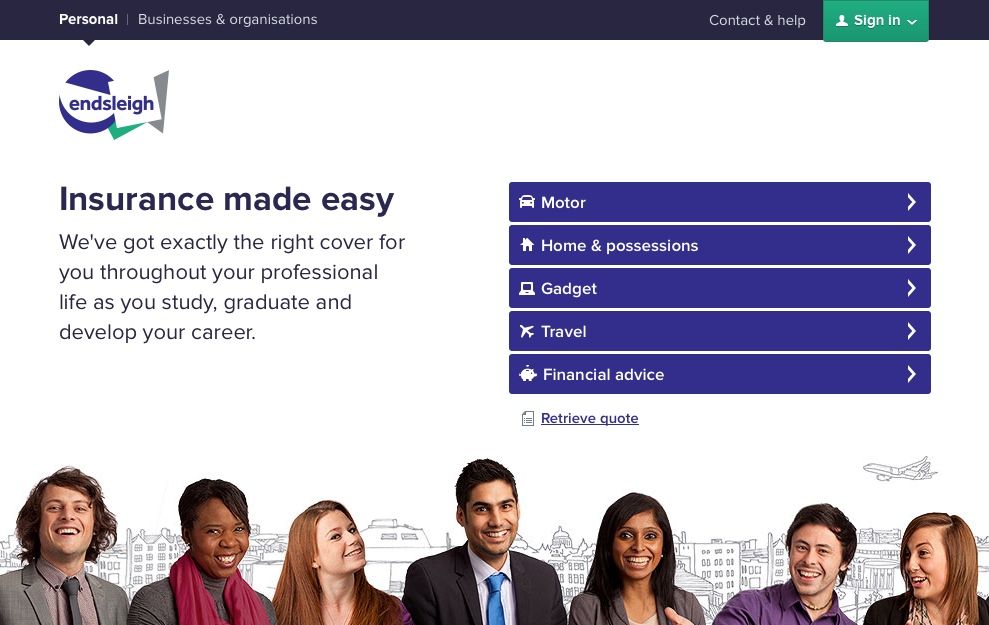 Personal | Businesses & organisations
Contact & help
Sign in
endsleigh
Insurance made easy
We've got exactly the right cover for
you throughout your professional
life as you study, graduate and
develop your career.
Motor
Home & possessions
Gadget
Travel
Financial advice
Retrieve quote